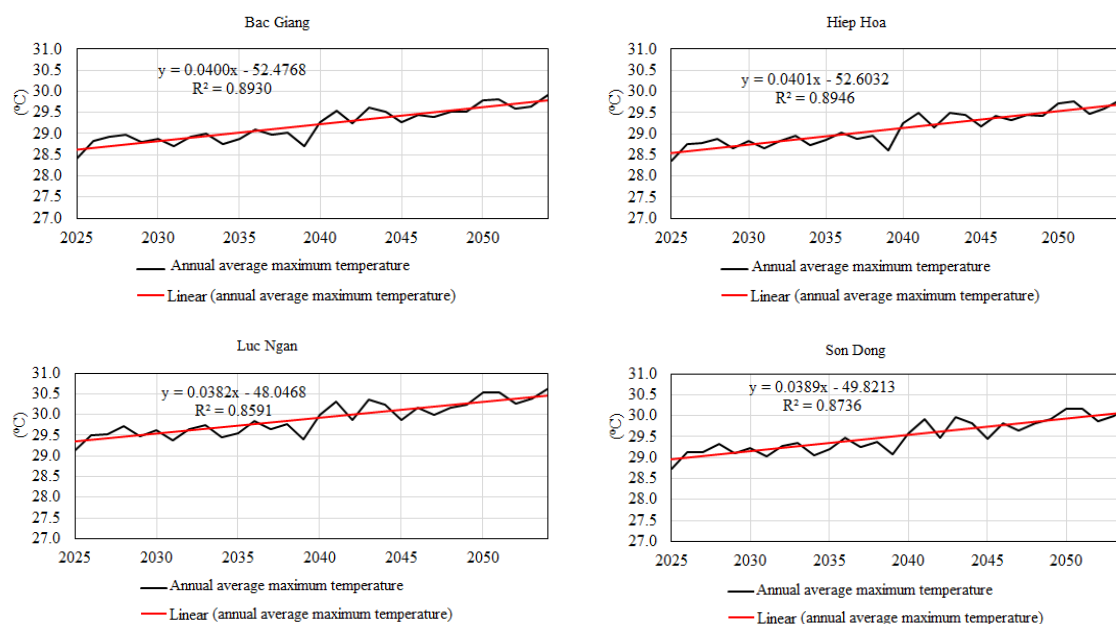 Bac Giang
(ºC)
31.0
30.5
30.0
29.5
29.0
28.5
28.0
27.5
27.0
y = 0.0400x - 52.4768
R² = 0.8930
2025 2030 2035 2040 2045 2050
Annual average maximum temperature
Linear (annual average maximum temperature)
Hiep Hoa
(ºC)
31.0
30.5
30.0
29.5
29.0
28.5
28.0
27.5
27.0
y = 0.0401x - 52.6032
R² = 0.8946
2025 2030 2035 2040 2045 2050
Annual average maximum temperature
Linear (annual average maximum temperature)
Luc Ngan
(ºC)
31.0
30.5
30.0
29.5
29.0
28.5
28.0
27.5
27.0
y = 0.0382x - 48.0468
R² = 0.8591
2025 2030 2035 2040 2045 2050
Annual average maximum temperature
Linear (annual average maximum temperature)
Son Dong
(ºC)
31.0
30.5
30.0
29.5
29.0
28.5
28.0
27.5
27.0
y = 0.0389x - 49.8213
R² = 0.8736
2025 2030 2035 2040 2045 2050
Annual average maximum temperature
Linear (annual average maximum temperature)